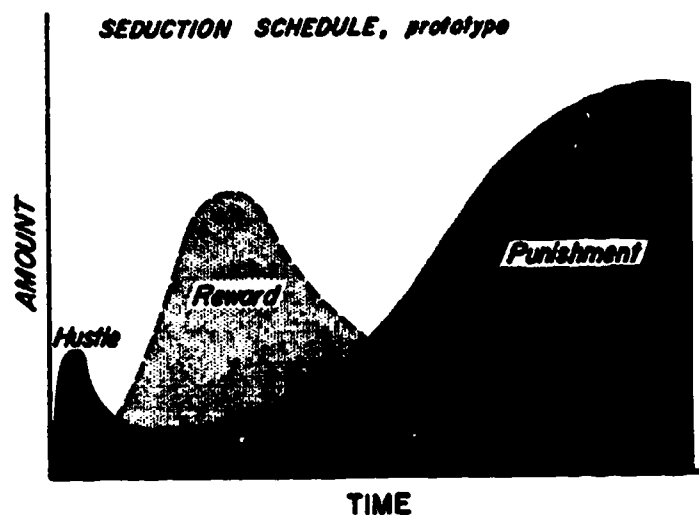 SEDUCTION SCHEDULE, prototype
AMOUNT
Hustle
Reward
Punishment
TIME